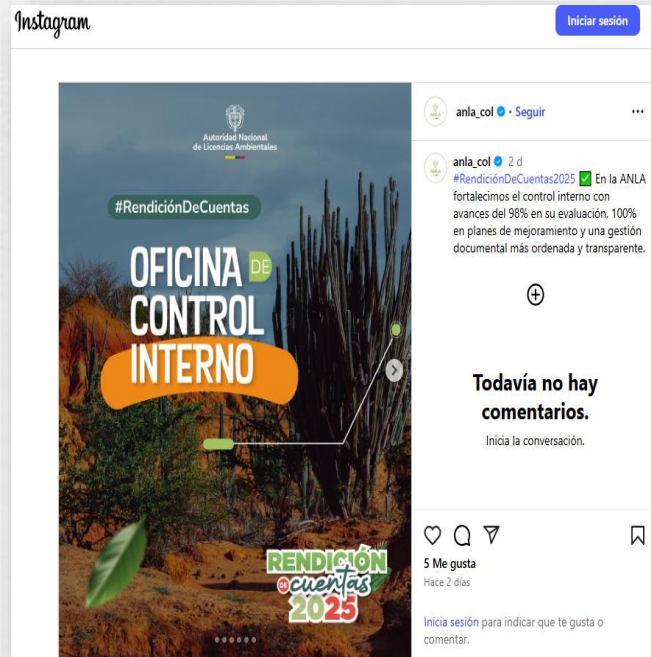 Instagram
Iniciar sesión
Autoridad Nacional
de Licencias Ambientales
#RendiciónDeCuentas
OFICINA DE
CONTROL
INTERNO
RENDICIÓN
DE cuentas
2025
anla_col • Seguir
anla_col 2 d
#RendiciónDeCuentas2025 ✅ En la ANLA
fortalecimos el control interno con
avances del 98% en su evaluación, 100%
en planes de mejoramiento y una gestión
documental más ordenada y transparente.
Todavía no hay
comentarios.
Inicia la conversación.
5 Me gusta
Hace 2 días
Inicia sesión para indicar que te gusta o
comentar.